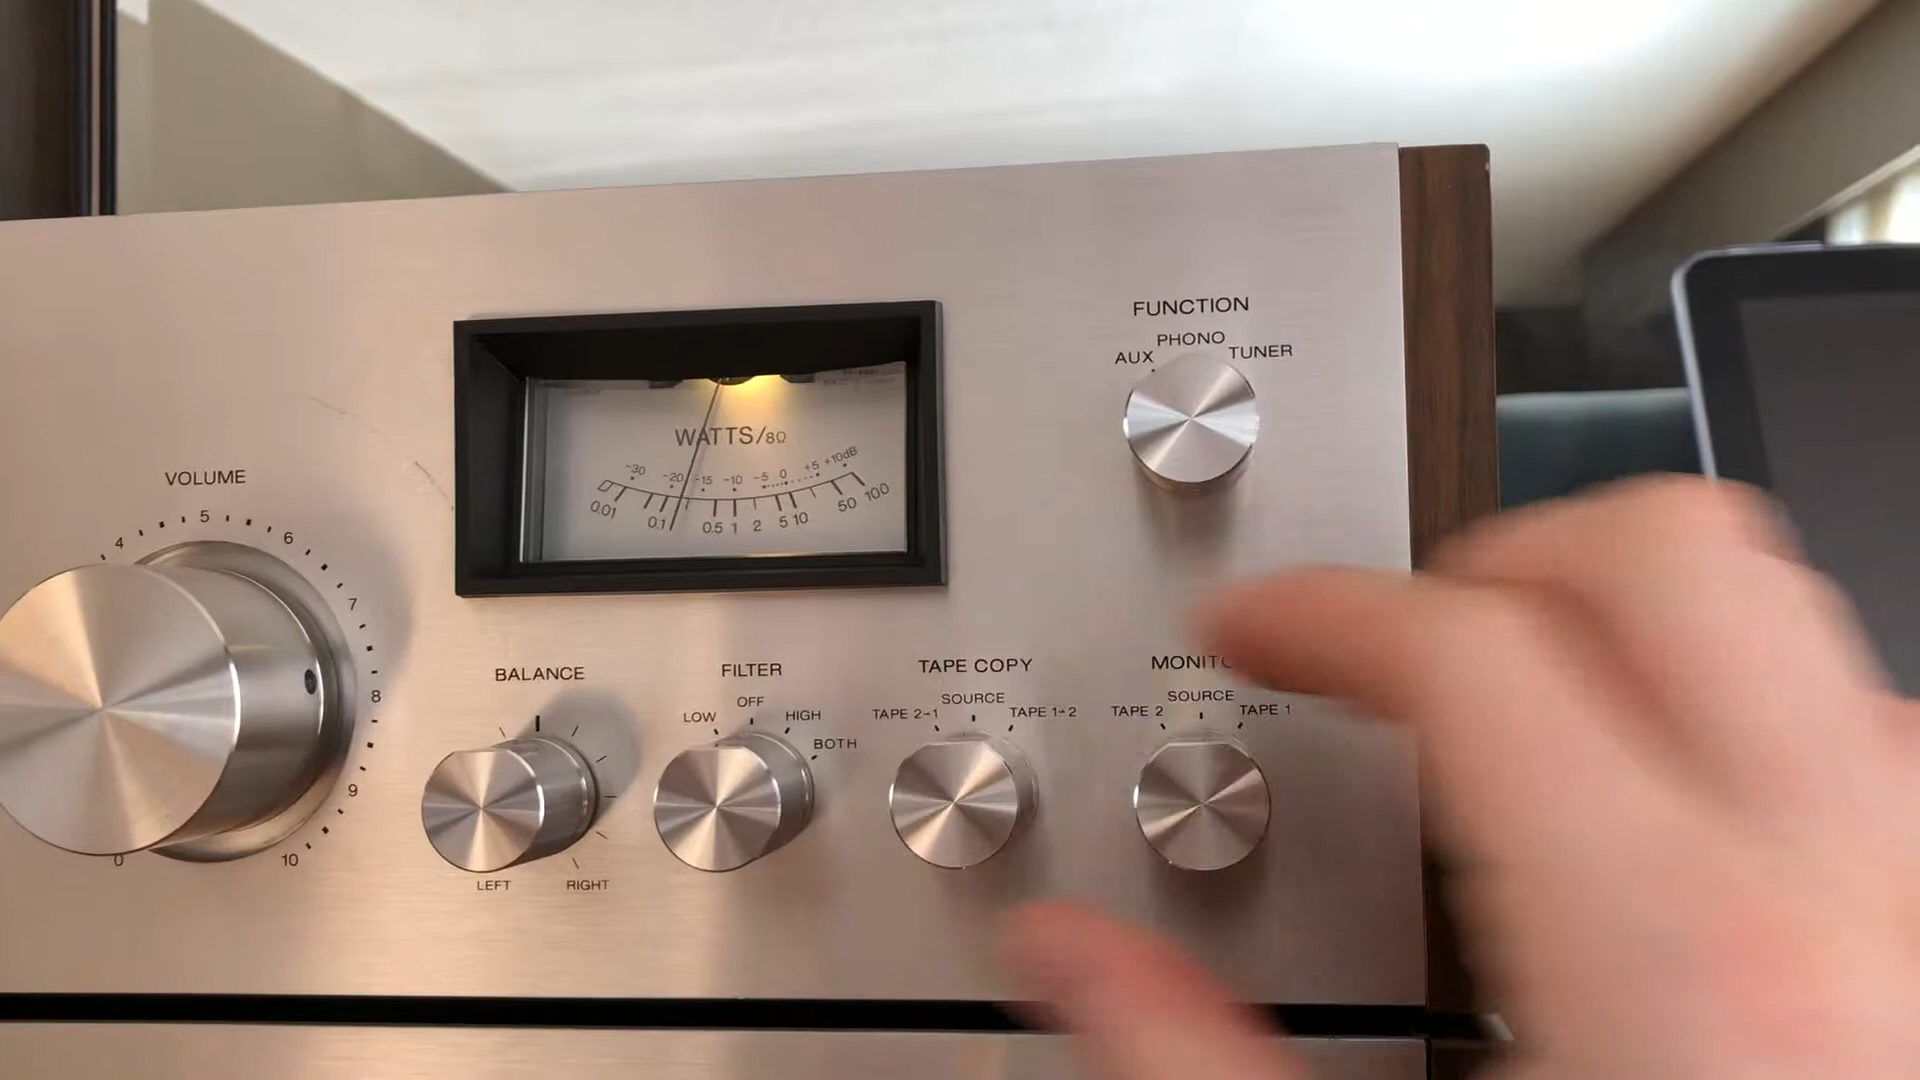 FUNCTION
PHONO
AUX
TUNER
WATTS/8Ω
-30 -20 -15 -10 -5 0 +5 +10dB
0.01 0.1 0.5 1 2 5 10 50 100
VOLUME
4 5 6 7 8 9 10
0
BALANCE
LEFT RIGHT
FILTER
OFF
LOW HIGH
BOTH
TAPE COPY
SOURCE
TAPE 2→1 TAPE 1→2
MONITO
SOURCE
TAPE 2 TAPE 1